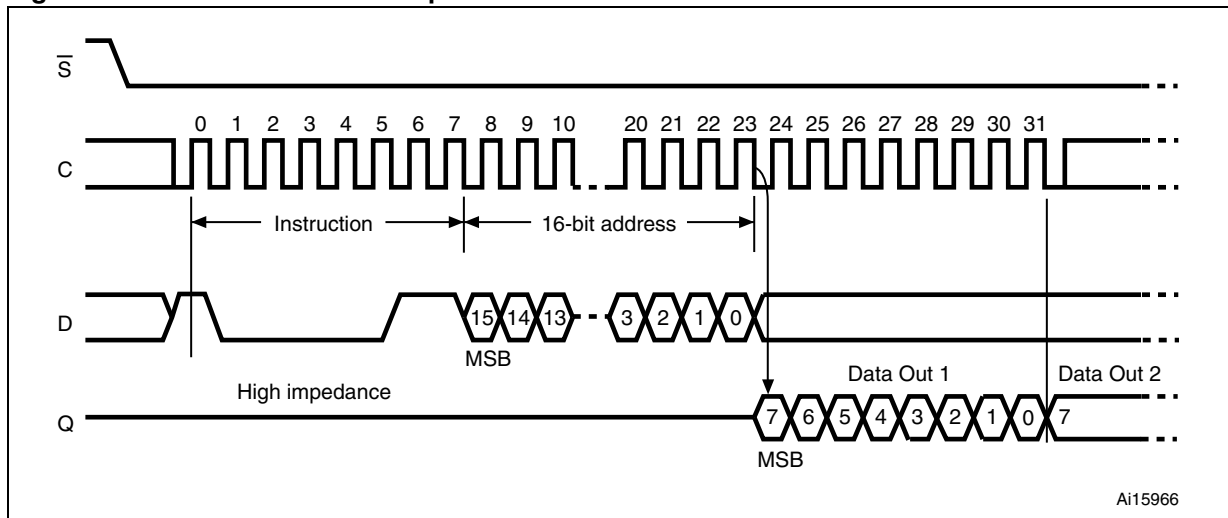 S
0 1 2 3 4 5 6 7 8 9 10 20 21 22 23 24 25 26 27 28 29 30 31
C
Instruction 16-bit address
D
15 14 13 3 2 1 0
MSB
High impedance
Data Out 1 Data Out 2
Q
7 6 5 4 3 2 1 0 7
MSB
Ai15966